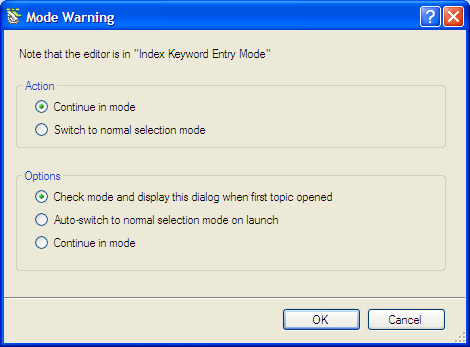 Mode Warning
Note that the editor is in "Index Keyword Entry Mode"
Action
Continue in mode
Switch to normal selection mode
Options
Check mode and display this dialog when first topic opened
Auto-switch to normal selection mode on launch
Continue in mode
OK Cancel